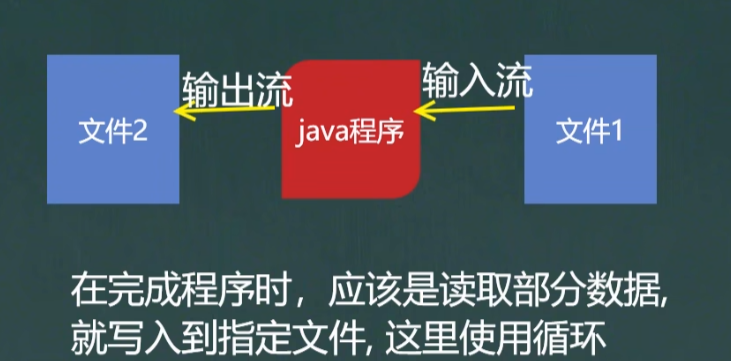 输出流
输入流
文件2
java程序
文件1
在完成程序时，应该是读取部分数据,
就写入到指定文件, 这里使用循环